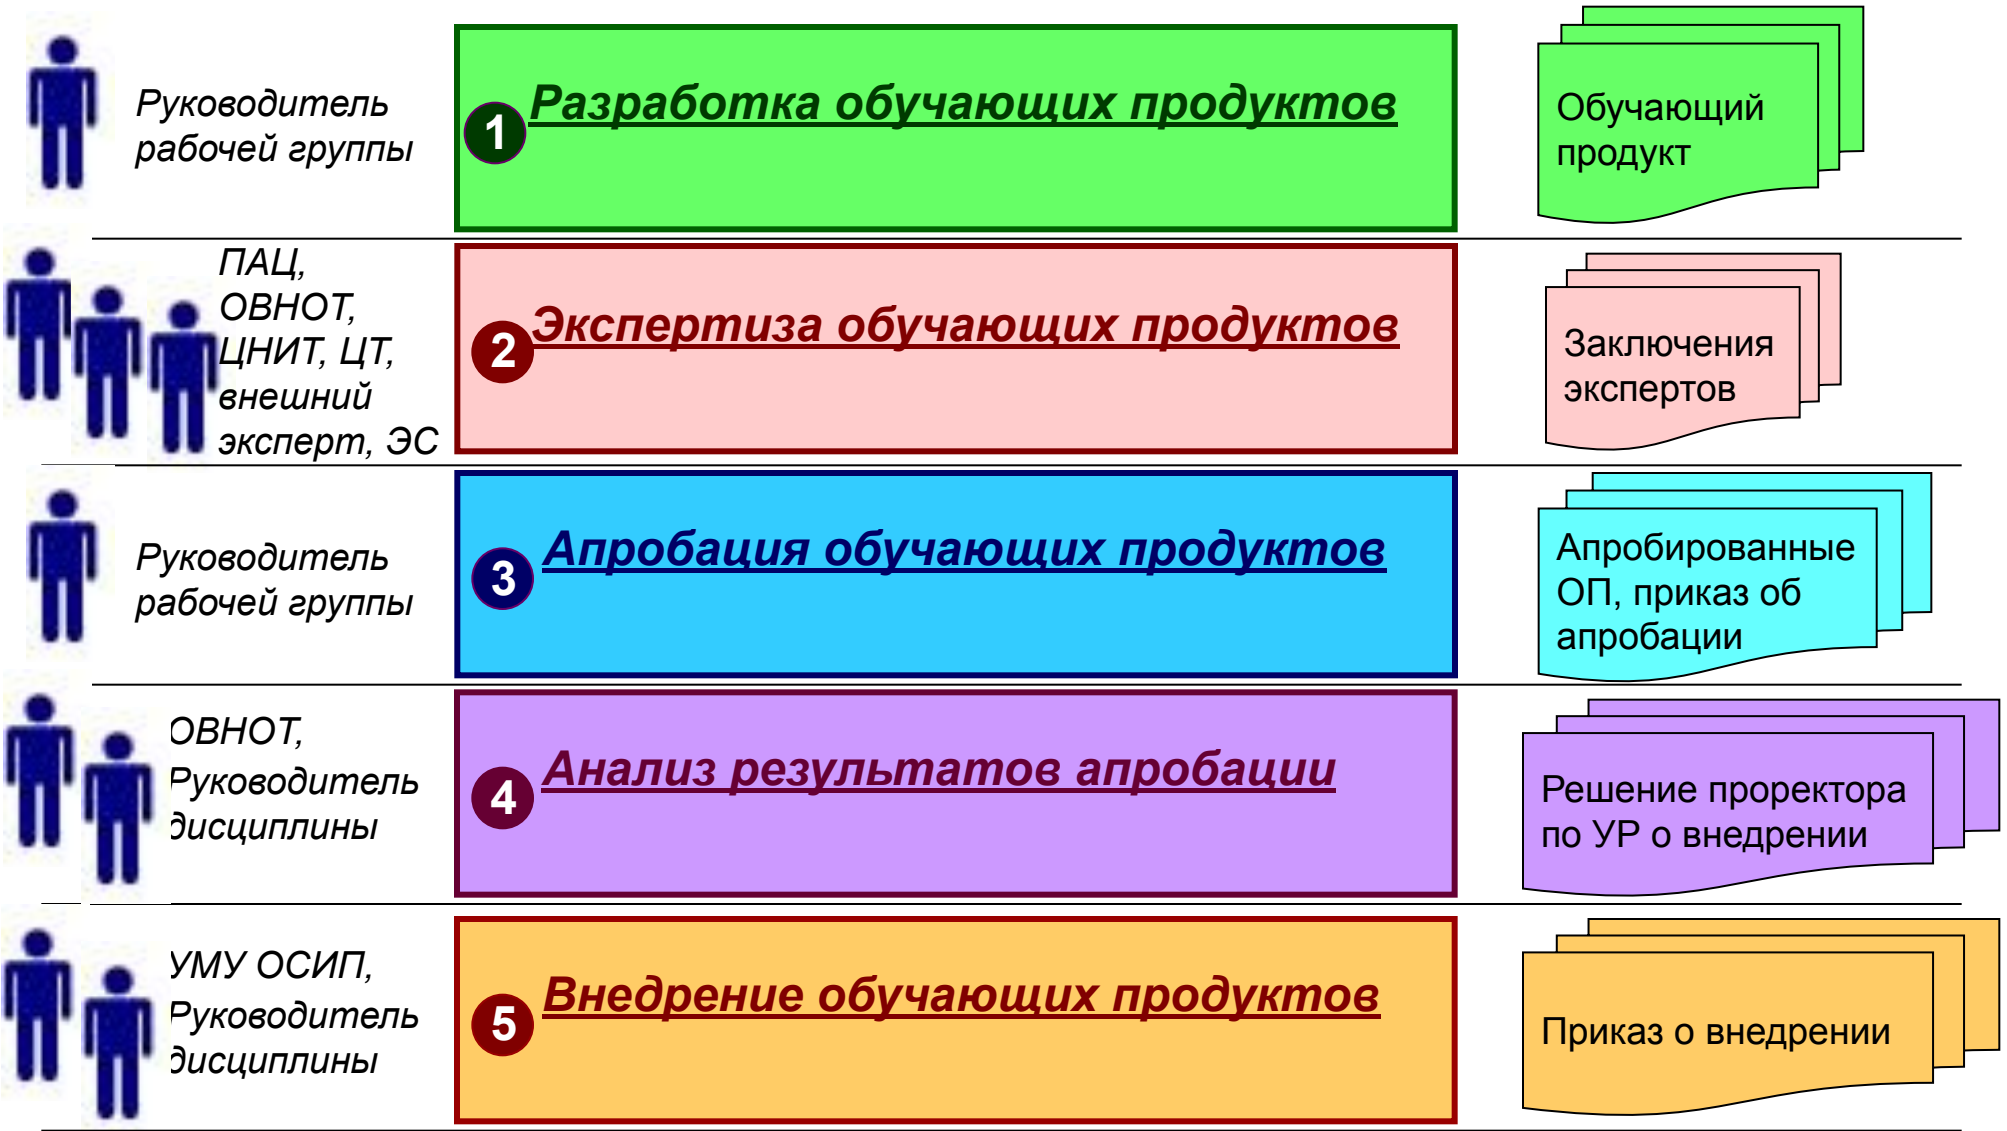 Руководитель
рабочей группы
1
Разработка обучающих продуктов
Обучающий
продукт
ПАЦ,
ОВНОТ,
ЦНИТ, ЦТ,
внешний
эксперт, ЭС
2
Экспертиза обучающих продуктов
Заключения
экспертов
Руководитель
рабочей группы
3
Апробация обучающих продуктов
Апробированные
ОП, приказ об
апробации
ОВНОТ,
Руководитель
дисциплины
4
Анализ результатов апробации
Решение проректора
по УР о внедрении
УМУ ОСИП,
Руководитель
дисциплины
5
Внедрение обучающих продуктов
Приказ о внедрении